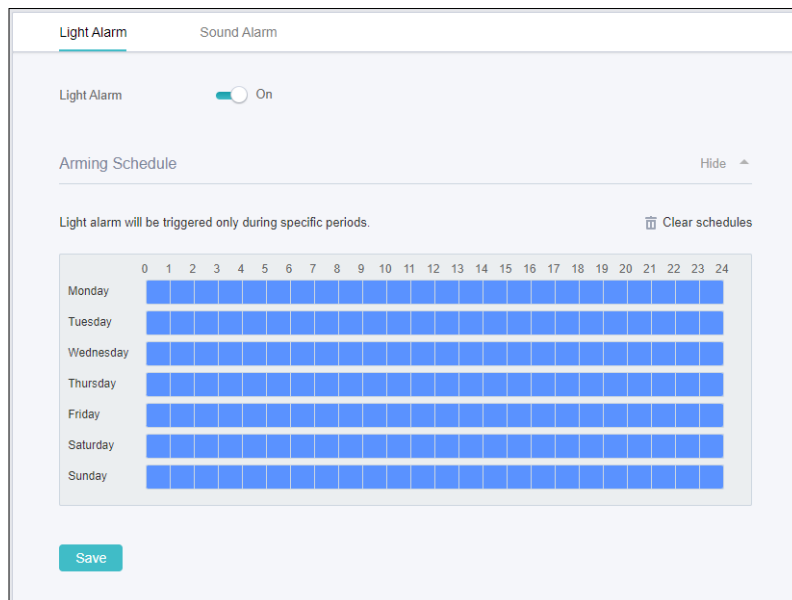 Light Alarm Sound Alarm
Light Alarm On
Arming Schedule Hide
Light alarm will be triggered only during specific periods. Clear schedules
0 1 2 3 4 5 6 7 8 9 10 11 12 13 14 15 16 17 18 19 20 21 22 23 24
Monday
Tuesday
Wednesday
Thursday
Friday
Saturday
Sunday
Save